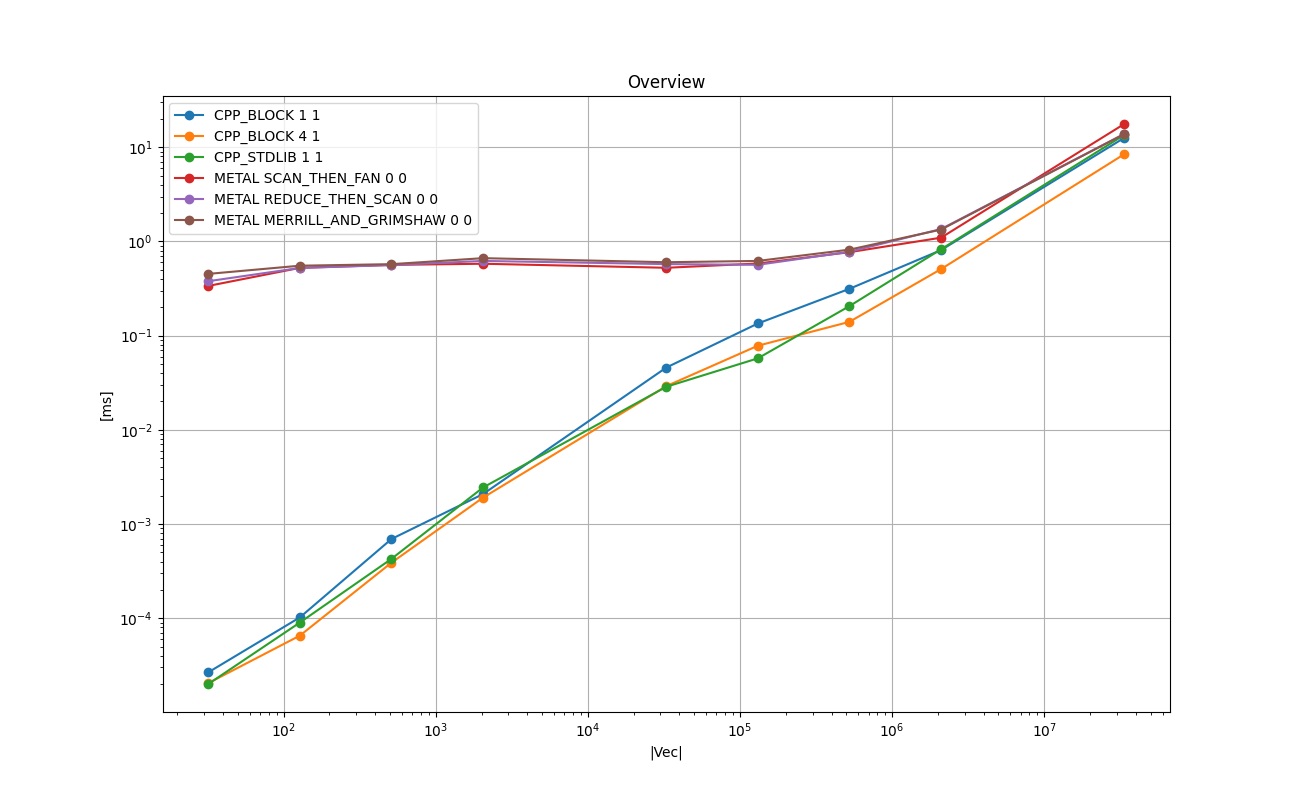 Overview
CPP_BLOCK 1 1
CPP_BLOCK 4 1
CPP_STDLIB 1 1
METAL SCAN_THEN_FAN 0 0
METAL REDUCE_THEN_SCAN 0 0
METAL MERRILL_AND_GRIMSHAW 0 0
10¹
10⁰
10⁻¹
10⁻²
10⁻³
10⁻⁴
[ms]
10² 10³ 10⁴ 10⁵ 10⁶ 10⁷
|Vec|